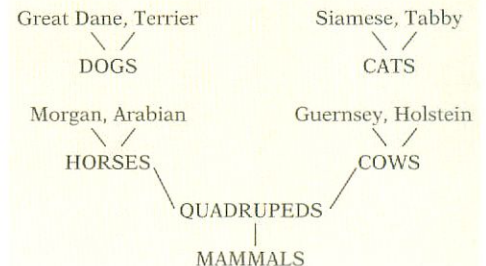 Great Dane, Terrier Siamese, Tabby
DOGS CATS
Morgan, Arabian Guernsey, Holstein
HORSES COWS
QUADRUPEDS
MAMMALS